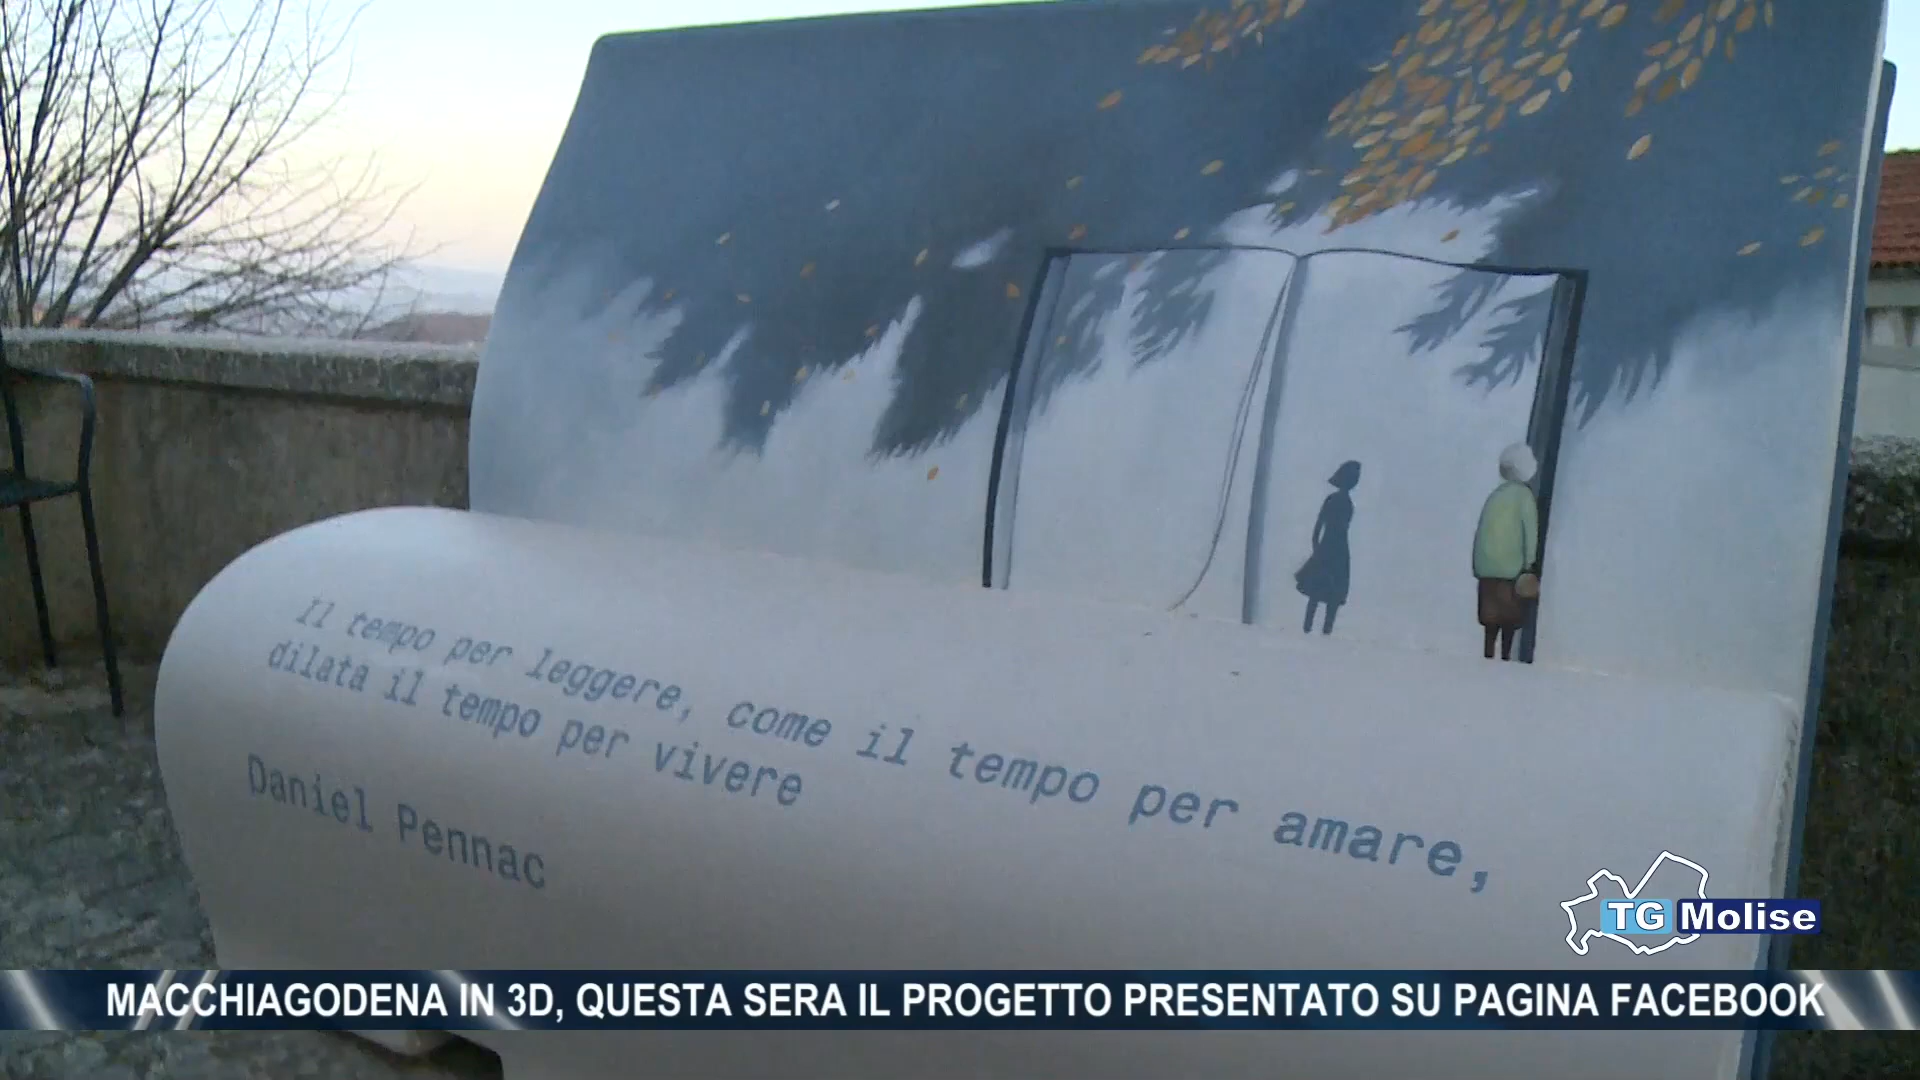 Il tempo per leggere, come il tempo per amare,
dilata il tempo per vivere
Daniel Pennac
TG Molise
MACCHIAGODENA IN 3D, QUESTA SERA IL PROGETTO PRESENTATO SU PAGINA FACEBOOK